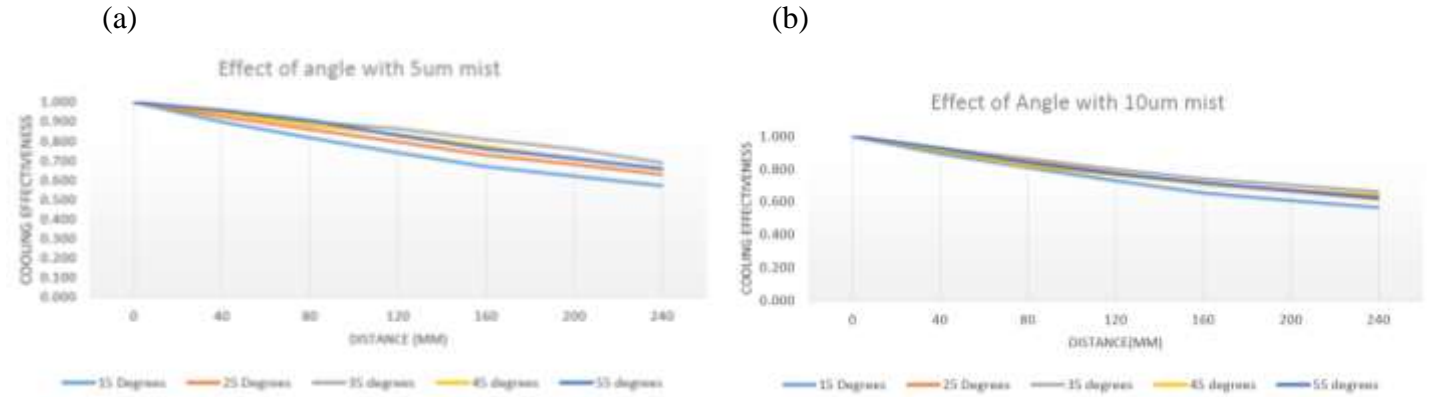 (a)
Effect of angle with 5um mist
1.000
0.900
0.800
0.700
0.600
0.500
0.400
0.300
0.200
0.100
0.000
COOLING EFFECTIVENESS
0 40 80 120 160 200 240
DISTANCE (MM)
15 Degrees 25 Degrees 35 degrees 45 degrees 55 degrees
(b)
Effect of Angle with 10um mist
1.000
0.800
0.600
0.400
0.200
0.000
COOLING EFFECTIVENESS
0 40 80 120 160 200 240
DISTANCE(MM)
15 Degrees 25 Degrees 35 degrees 45 degrees 55 degrees